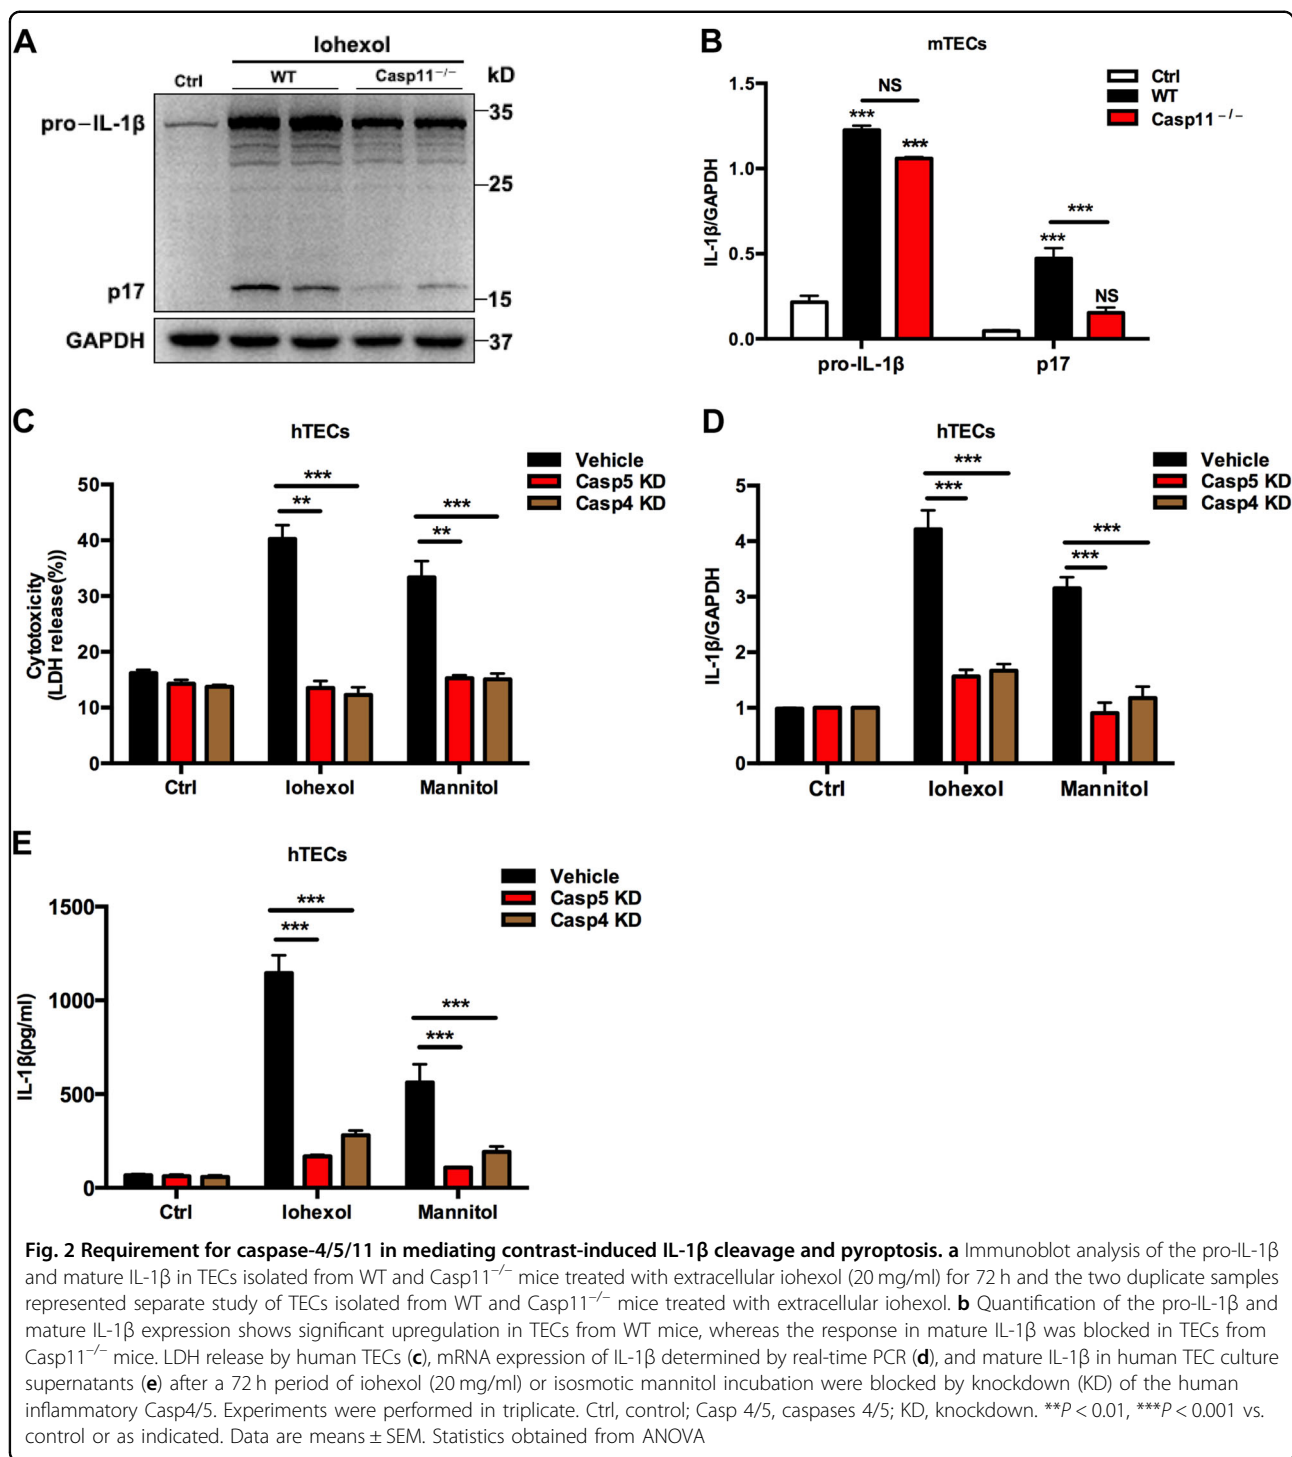 A
Iohexol
Ctrl
WT
Casp11⁻/⁻
kD
pro−IL-1β
35
25
p17
15
GAPDH
37
B
mTECs
Ctrl
WT
Casp11⁻/⁻
NS
***
***
***
***
NS
IL-1β/GAPDH
1.5
1.0
0.5
0.0
pro-IL-1β
p17
C
hTECs
Vehicle
Casp5 KD
Casp4 KD
***
**
***
**
Cytotoxicity
(LDH release(%))
50
40
30
20
10
0
Ctrl
Iohexol
Mannitol
D
hTECs
Vehicle
Casp5 KD
Casp4 KD
***
***
***
***
IL-1β/GAPDH
5
4
3
2
1
0
Ctrl
Iohexol
Mannitol
E
hTECs
Vehicle
Casp5 KD
Casp4 KD
***
***
***
***
IL-1β(pg/ml)
1500
1000
500
0
Ctrl
Iohexol
Mannitol
Fig. 2 Requirement for caspase-4/5/11 in mediating contrast-induced IL-1β cleavage and pyroptosis. a Immunoblot analysis of the pro-IL-1β
and mature IL-1β in TECs isolated from WT and Casp11⁻/⁻ mice treated with extracellular iohexol (20 mg/ml) for 72 h and the two duplicate samples
represented separate study of TECs isolated from WT and Casp11⁻/⁻ mice treated with extracellular iohexol. b Quantification of the pro-IL-1β and
mature IL-1β expression shows significant upregulation in TECs from WT mice, whereas the response in mature IL-1β was blocked in TECs from
Casp11⁻/⁻ mice. LDH release by human TECs (c), mRNA expression of IL-1β determined by real-time PCR (d), and mature IL-1β in human TEC culture
supernatants (e) after a 72 h period of iohexol (20 mg/ml) or isosmotic mannitol incubation were blocked by knockdown (KD) of the human
inflammatory Casp4/5. Experiments were performed in triplicate. Ctrl, control; Casp 4/5, caspases 4/5; KD, knockdown. **P < 0.01, ***P < 0.001 vs.
control or as indicated. Data are means ± SEM. Statistics obtained from ANOVA